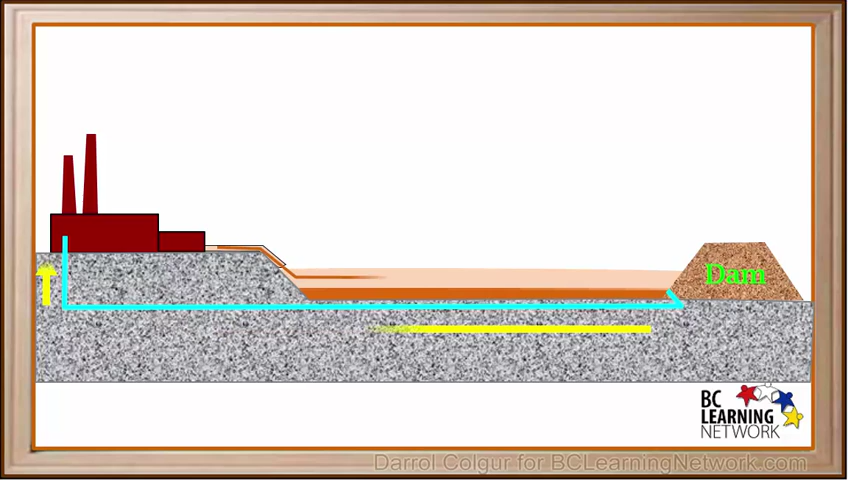 Dam
BC
LEARNING
NETWORK
Darrol Colgur for BCLearningNetwork.com